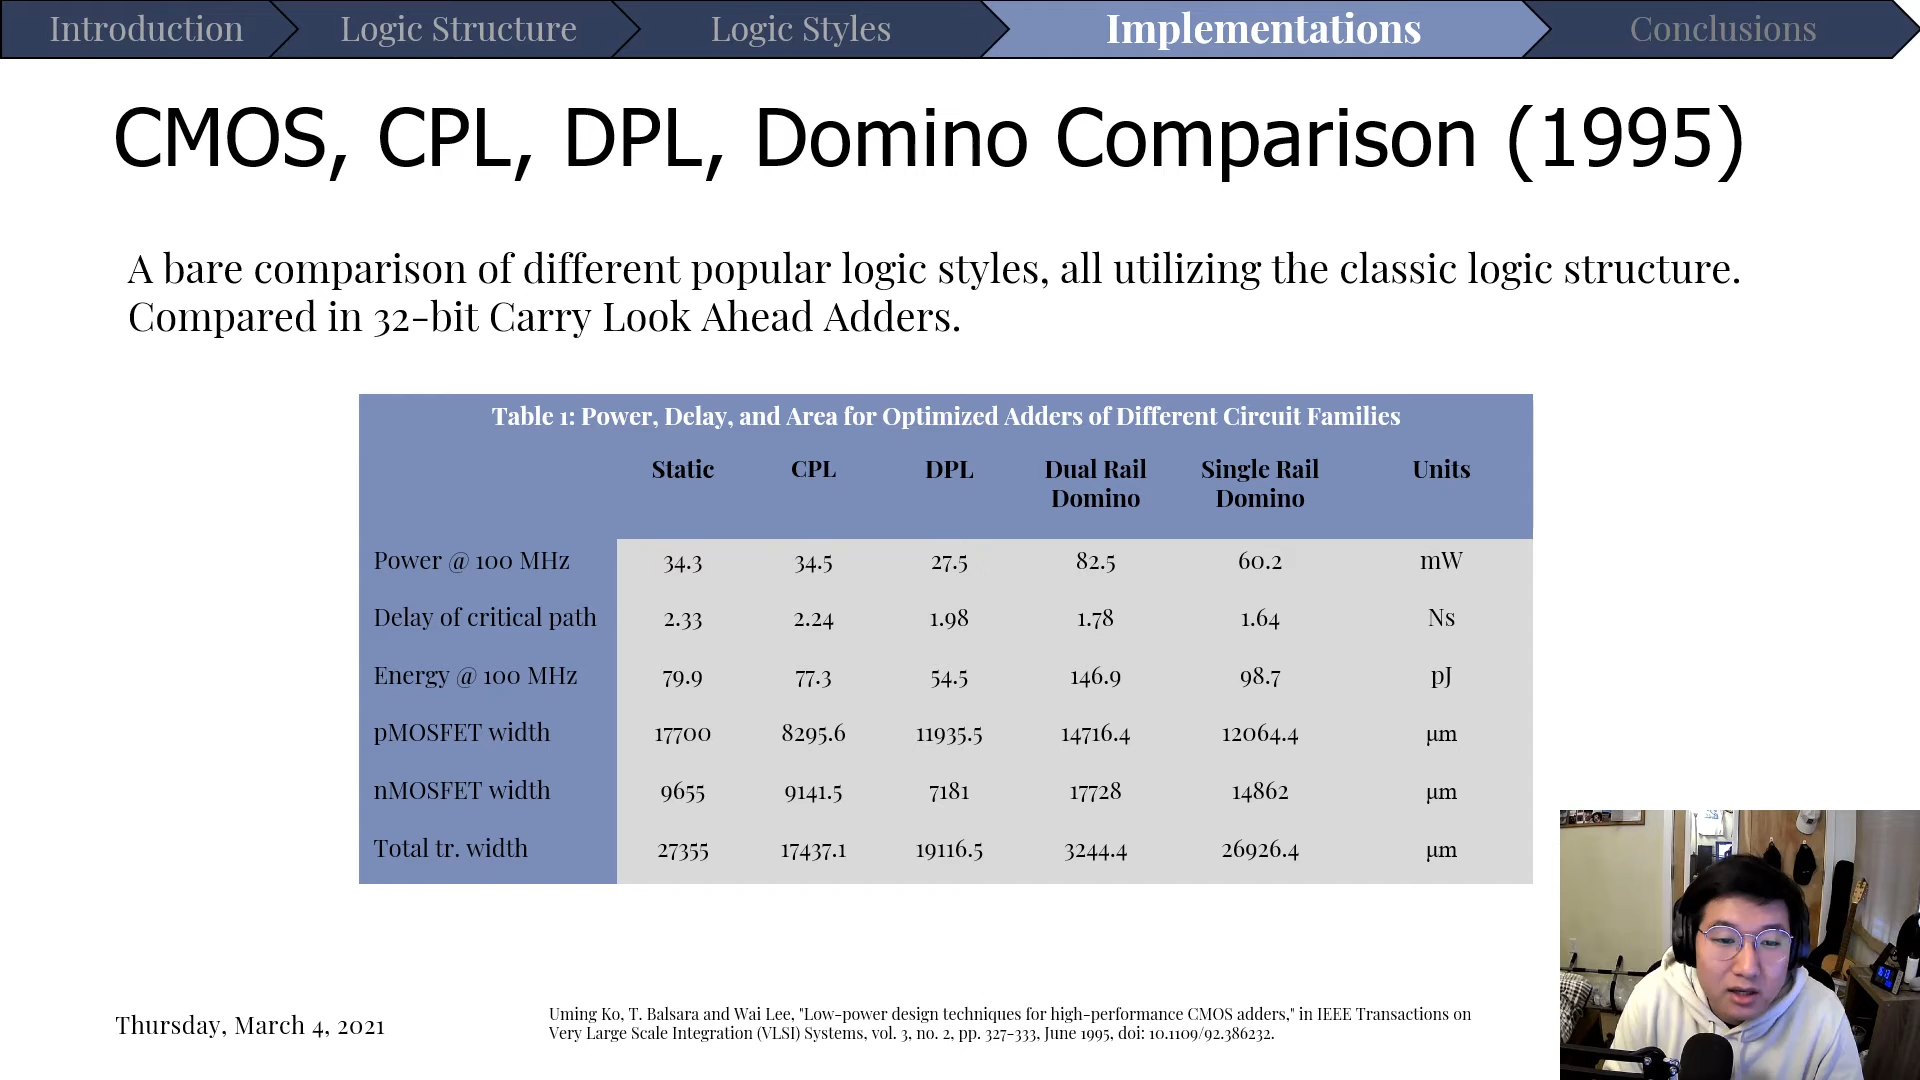 Introduction Logic Structure Logic Styles Implementations Conclusions
CMOS, CPL, DPL, Domino Comparison (1995)
A bare comparison of different popular logic styles, all utilizing the classic logic structure.
Compared in 32-bit Carry Look Ahead Adders.
Table 1: Power, Delay, and Area for Optimized Adders of Different Circuit Families
Static CPL DPL Dual Rail Domino Single Rail Domino Units
Power @ 100 MHz 34.3 34.5 27.5 82.5 60.2 mW
Delay of critical path 2.33 2.24 1.98 1.78 1.64 Ns
Energy @ 100 MHz 79.9 77.3 54.5 146.9 98.7 pJ
pMOSFET width 17700 8295.6 11935.5 14716.4 12064.4 µm
nMOSFET width 9655 9141.5 7181 17728 14862 µm
Total tr. width 27355 17437.1 19116.5 3244.4 26926.4 µm
Thursday, March 4, 2021
Uming Ko, T. Balsara and Wai Lee, "Low-power design techniques for high-performance CMOS adders," in IEEE Transactions on
Very Large Scale Integration (VLSI) Systems, vol. 3, no. 2, pp. 327-333, June 1995, doi: 10.1109/92.386232.